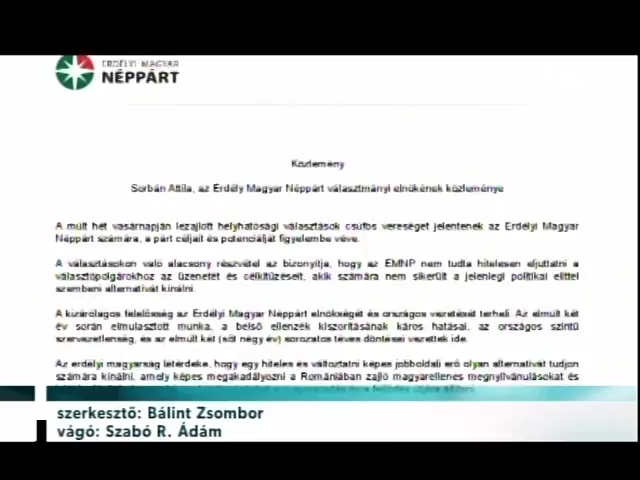 ERDÉLYI MAGYAR
NÉPPÁRT
Közlemény
Sorbán Attila, az Erdély Magyar Néppárt választmányi elnökének közleménye
A múlt hét vasárnapján lezajlott helyhatósági választások csúfos vereséget jelentenek az Erdélyi Magyar
Néppárt számára, a párt céljait és potenciálját figyelembe véve.
A választásokon való alacsony részvétel az bizonyítja, hogy az EMNP nem tudta hitelesen eljuttatni a
választópolgárokhoz az üzenetét és célkitűzéseit, akik számára nem sikerült a jelenlegi politikai elittel
szembeni alternatívát kínálni.
A kizárólagos felelősség az Erdélyi Magyar Néppárt elnökségét és országos vezetését terheli. Az elmúlt két
év során elmulasztott munka, a belső ellenzék kiszorításának káros hatásai, az országos szintű
szervezetlenség, és az elmúlt két (sőt négy év) sorozatos téves döntései vezettek ide.
Az erdélyi magyarság létérdeke, hogy egy hiteles és változtatni képes jobboldali erő olyan alternatívát tudjon
számára kínálni, amely képes megakadályozni a Romániában zajló magyarellenes megnyilvánulásokat és
szerkesztő: Bálint Zsombor
vágó: Szabó R. Ádám